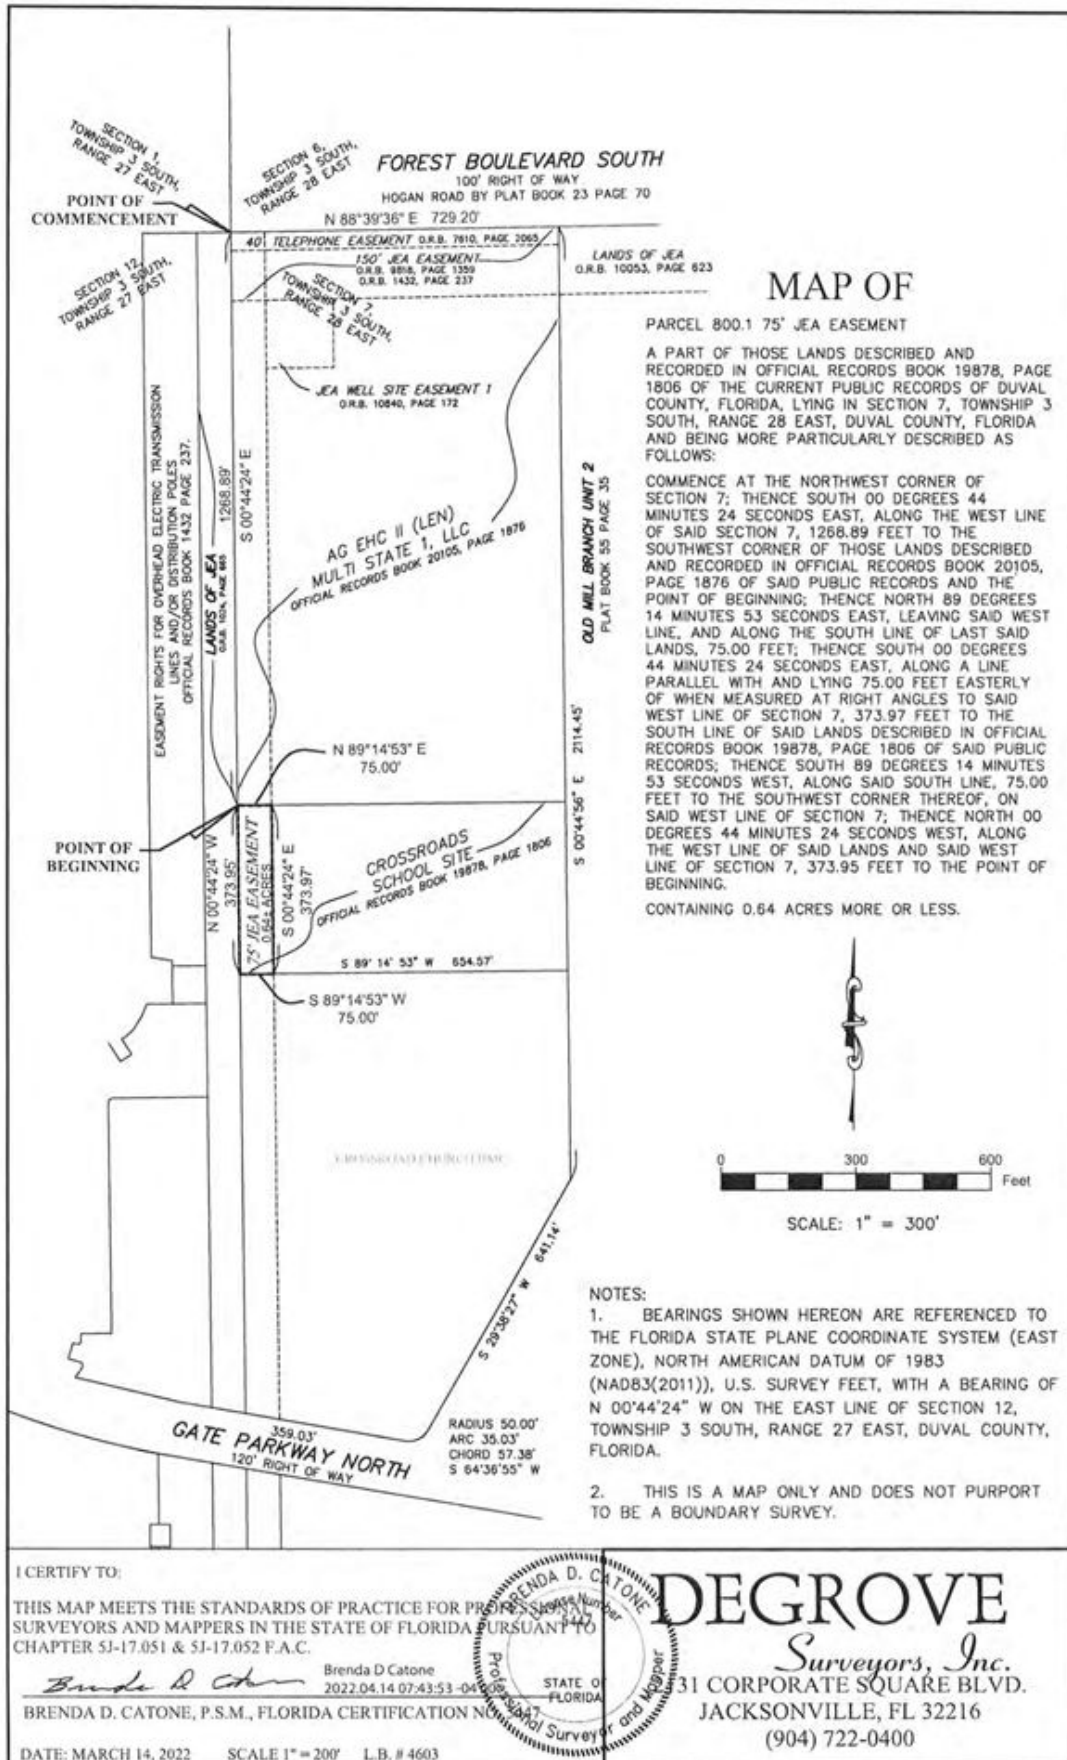 SECTION 1,
TOWNSHIP 3 SOUTH,
RANGE 27 EAST
SECTION 6,
TOWNSHIP 3 SOUTH,
RANGE 28 EAST
FOREST BOULEVARD SOUTH
100' RIGHT OF WAY
HOGAN ROAD BY PLAT BOOK 23 PAGE 70
POINT OF
COMMENCEMENT
N 88°39'36" E 729.20'
40' TELEPHONE EASEMENT O.R.B. 7610, PAGE 2065
150' JEA EASEMENT
O.R.B. 9818, PAGE 1359
O.R.B. 1432, PAGE 237
LANDS OF JEA
O.R.B. 10053, PAGE 623
SECTION 12,
TOWNSHIP 3 SOUTH,
RANGE 27 EAST
SECTION 7,
TOWNSHIP 3 SOUTH,
RANGE 28 EAST
JEA WELL SITE EASEMENT 1
O.R.B. 10840, PAGE 172
EASEMENT RIGHTS FOR OVERHEAD ELECTRIC TRANSMISSION
LINES AND/OR DISTRIBUTION POLES
OFFICIAL RECORDS BOOK 1432 PAGE 237.
LANDS OF JEA
O.R.B. 1024, PAGE 665
1268.89'
S 00°44'24" E
AG EHC II (LEN)
MULTI STATE 1, LLC
OFFICIAL RECORDS BOOK 20105, PAGE 1876
OLD MILL BRANCH UNIT 2
PLAT BOOK 55 PAGE 35
S 00°44'56" E 2114.45'
N 89°14'53" E
75.00'
POINT OF
BEGINNING
N 00°44'24" W
373.95'
75' JEA EASEMENT
0.64± ACRES
S 00°44'24" E
373.97'
CROSSROADS
SCHOOL SITE
OFFICIAL RECORDS BOOK 19878, PAGE 1806
S 89° 14' 53" W 654.57'
S 89°14'53" W
75.00'
S 29°38'27" W 641.14'
RADIUS 50.00'
ARC 35.03'
CHORD 57.38'
S 64°36'55" W
359.03'
GATE PARKWAY NORTH
120' RIGHT OF WAY
MAP OF
PARCEL 800.1 75' JEA EASEMENT
A PART OF THOSE LANDS DESCRIBED AND
RECORDED IN OFFICIAL RECORDS BOOK 19878, PAGE
1806 OF THE CURRENT PUBLIC RECORDS OF DUVAL
COUNTY, FLORIDA, LYING IN SECTION 7, TOWNSHIP 3
SOUTH, RANGE 28 EAST, DUVAL COUNTY, FLORIDA
AND BEING MORE PARTICULARLY DESCRIBED AS
FOLLOWS:
COMMENCE AT THE NORTHWEST CORNER OF
SECTION 7; THENCE SOUTH 00 DEGREES 44
MINUTES 24 SECONDS EAST, ALONG THE WEST LINE
OF SAID SECTION 7, 1268.89 FEET TO THE
SOUTHWEST CORNER OF THOSE LANDS DESCRIBED
AND RECORDED IN OFFICIAL RECORDS BOOK 20105,
PAGE 1876 OF SAID PUBLIC RECORDS AND THE
POINT OF BEGINNING; THENCE NORTH 89 DEGREES
14 MINUTES 53 SECONDS EAST, LEAVING SAID WEST
LINE, AND ALONG THE SOUTH LINE OF LAST SAID
LANDS, 75.00 FEET; THENCE SOUTH 00 DEGREES
44 MINUTES 24 SECONDS EAST, ALONG A LINE
PARALLEL WITH AND LYING 75.00 FEET EASTERLY
OF WHEN MEASURED AT RIGHT ANGLES TO SAID
WEST LINE OF SECTION 7, 373.97 FEET TO THE
SOUTH LINE OF SAID LANDS DESCRIBED IN OFFICIAL
RECORDS BOOK 19878, PAGE 1806 OF SAID PUBLIC
RECORDS; THENCE SOUTH 89 DEGREES 14 MINUTES
53 SECONDS WEST, ALONG SAID SOUTH LINE, 75.00
FEET TO THE SOUTHWEST CORNER THEREOF, ON
SAID WEST LINE OF SECTION 7; THENCE NORTH 00
DEGREES 44 MINUTES 24 SECONDS WEST, ALONG
THE WEST LINE OF SAID LANDS AND SAID WEST
LINE OF SECTION 7, 373.95 FEET TO THE POINT OF
BEGINNING.
CONTAINING 0.64 ACRES MORE OR LESS.
0 300 600
Feet
SCALE: 1" = 300'
NOTES:
1. BEARINGS SHOWN HEREON ARE REFERENCED TO
THE FLORIDA STATE PLANE COORDINATE SYSTEM (EAST
ZONE), NORTH AMERICAN DATUM OF 1983
(NAD83(2011)), U.S. SURVEY FEET, WITH A BEARING OF
N 00°44'24" W ON THE EAST LINE OF SECTION 12,
TOWNSHIP 3 SOUTH, RANGE 27 EAST, DUVAL COUNTY,
FLORIDA.
2. THIS IS A MAP ONLY AND DOES NOT PURPORT
TO BE A BOUNDARY SURVEY.
I CERTIFY TO:
THIS MAP MEETS THE STANDARDS OF PRACTICE FOR PROFESSIONAL
SURVEYORS AND MAPPERS IN THE STATE OF FLORIDA PURSUANT TO
CHAPTER 5J-17.051 & 5J-17.052 F.A.C.
Brenda D Catone
2022.04.14 07:43:53
BRENDA D. CATONE, P.S.M., FLORIDA CERTIFICATION NO.
DATE: MARCH 14, 2022 SCALE 1" = 200' L.B. # 4603
BRENDA D. CATONE
License Number
STATE OF
FLORIDA
Professional Surveyor and Mapper
DEGROVE
Surveyors, Inc.
31 CORPORATE SQUARE BLVD.
JACKSONVILLE, FL 32216
(904) 722-0400